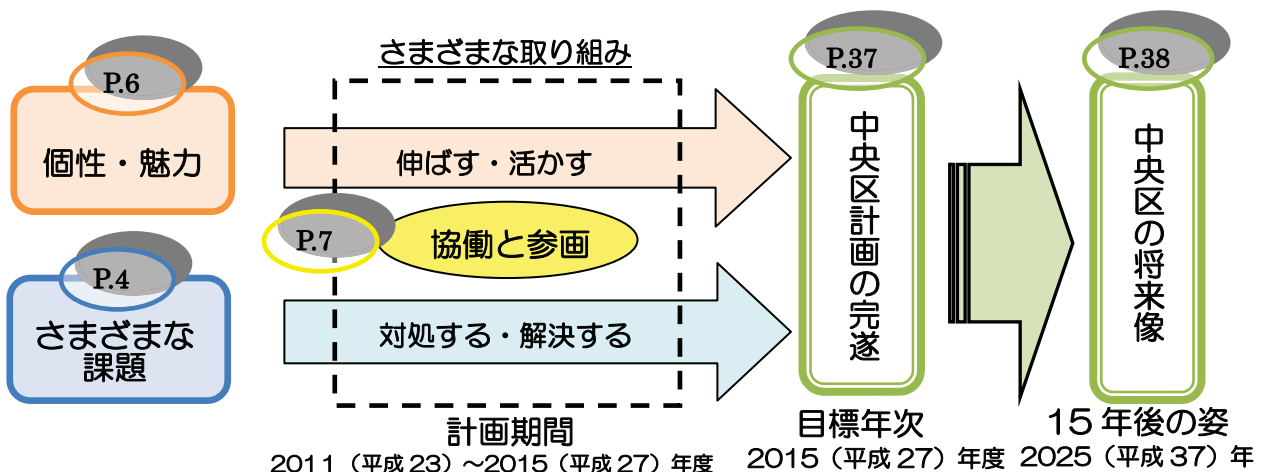 P.6
個性・魅力
P.4
さまざまな
課題
さまざまな取り組み
伸ばす・活かす
P.7
協働と参画
対処する・解決する
計画期間
2011（平成23）～2015（平成27）年度
P.37
中央区計画の完遂
目標年次
2015（平成27）年度
P.38
中央区の将来像
15年後の姿
2025（平成37）年